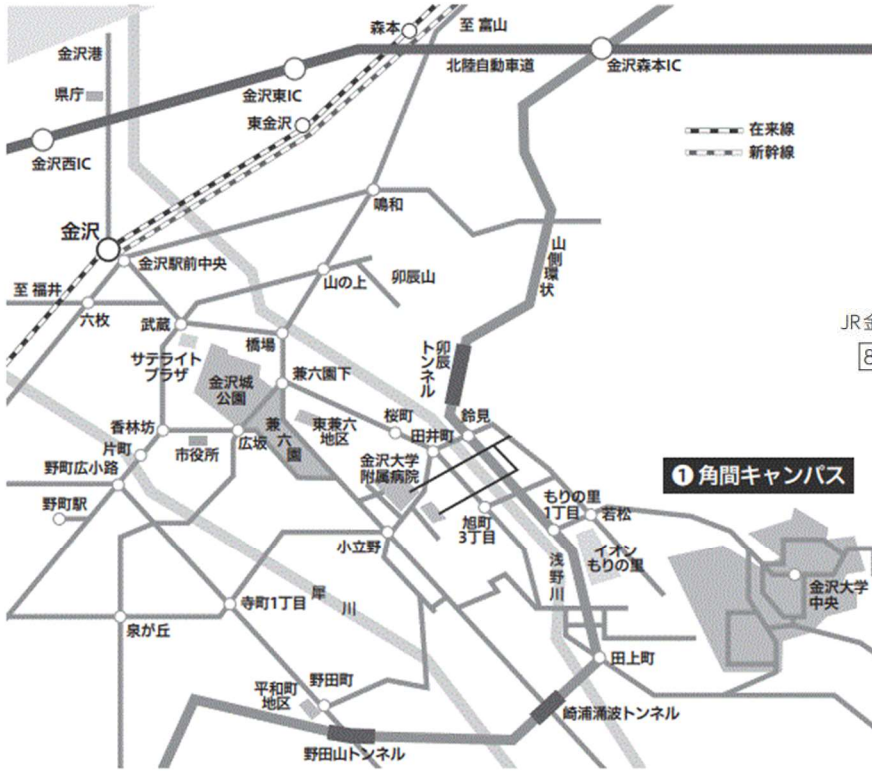 森本
至 富山
金沢港
県庁
金沢東IC
北陸自動車道
金沢森本IC
東金沢
金沢西IC
在来線
新幹線
鳴和
金沢
金沢駅前中央
山側環状
至 福井
山の上
卯辰山
六枚
武蔵
橋場
JR金
8
サテライト
プラザ
卯辰
トンネル
金沢城
公園
兼六園下
桜町
鈴見
香林坊
広坂
兼六園
東兼六
地区
田井町
片町
市役所
金沢大学
附属病院
野町広小路
❶角間キャンパス
野町駅
旭町
3丁目
もりの里
1丁目
若松
小立野
浅野川
イオン
もりの里
金沢大学
中央
寺町1丁目
犀川
泉が丘
田上町
平和町
地区
野田町
崎浦涌波トンネル
野田山トンネル